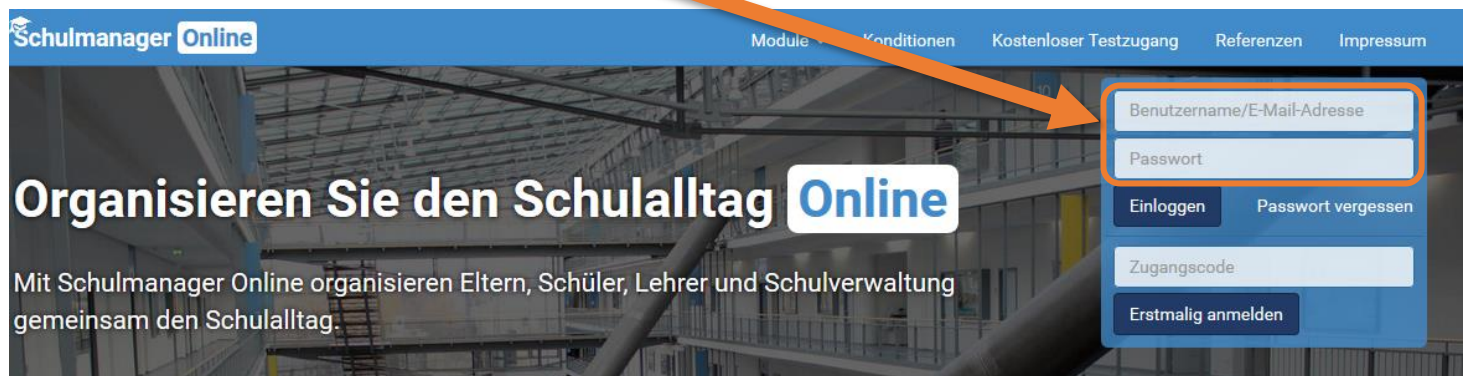 Schulmanager Online
Module Konditionen Kostenloser Testzugang Referenzen Impressum
Benutzername/E-Mail-Adresse
Passwort
Einloggen Passwort vergessen
Zugangscode
Erstmalig anmelden
Organisieren Sie den Schulalltag Online
Mit Schulmanager Online organisieren Eltern, Schüler, Lehrer und Schulverwaltung
gemeinsam den Schulalltag.